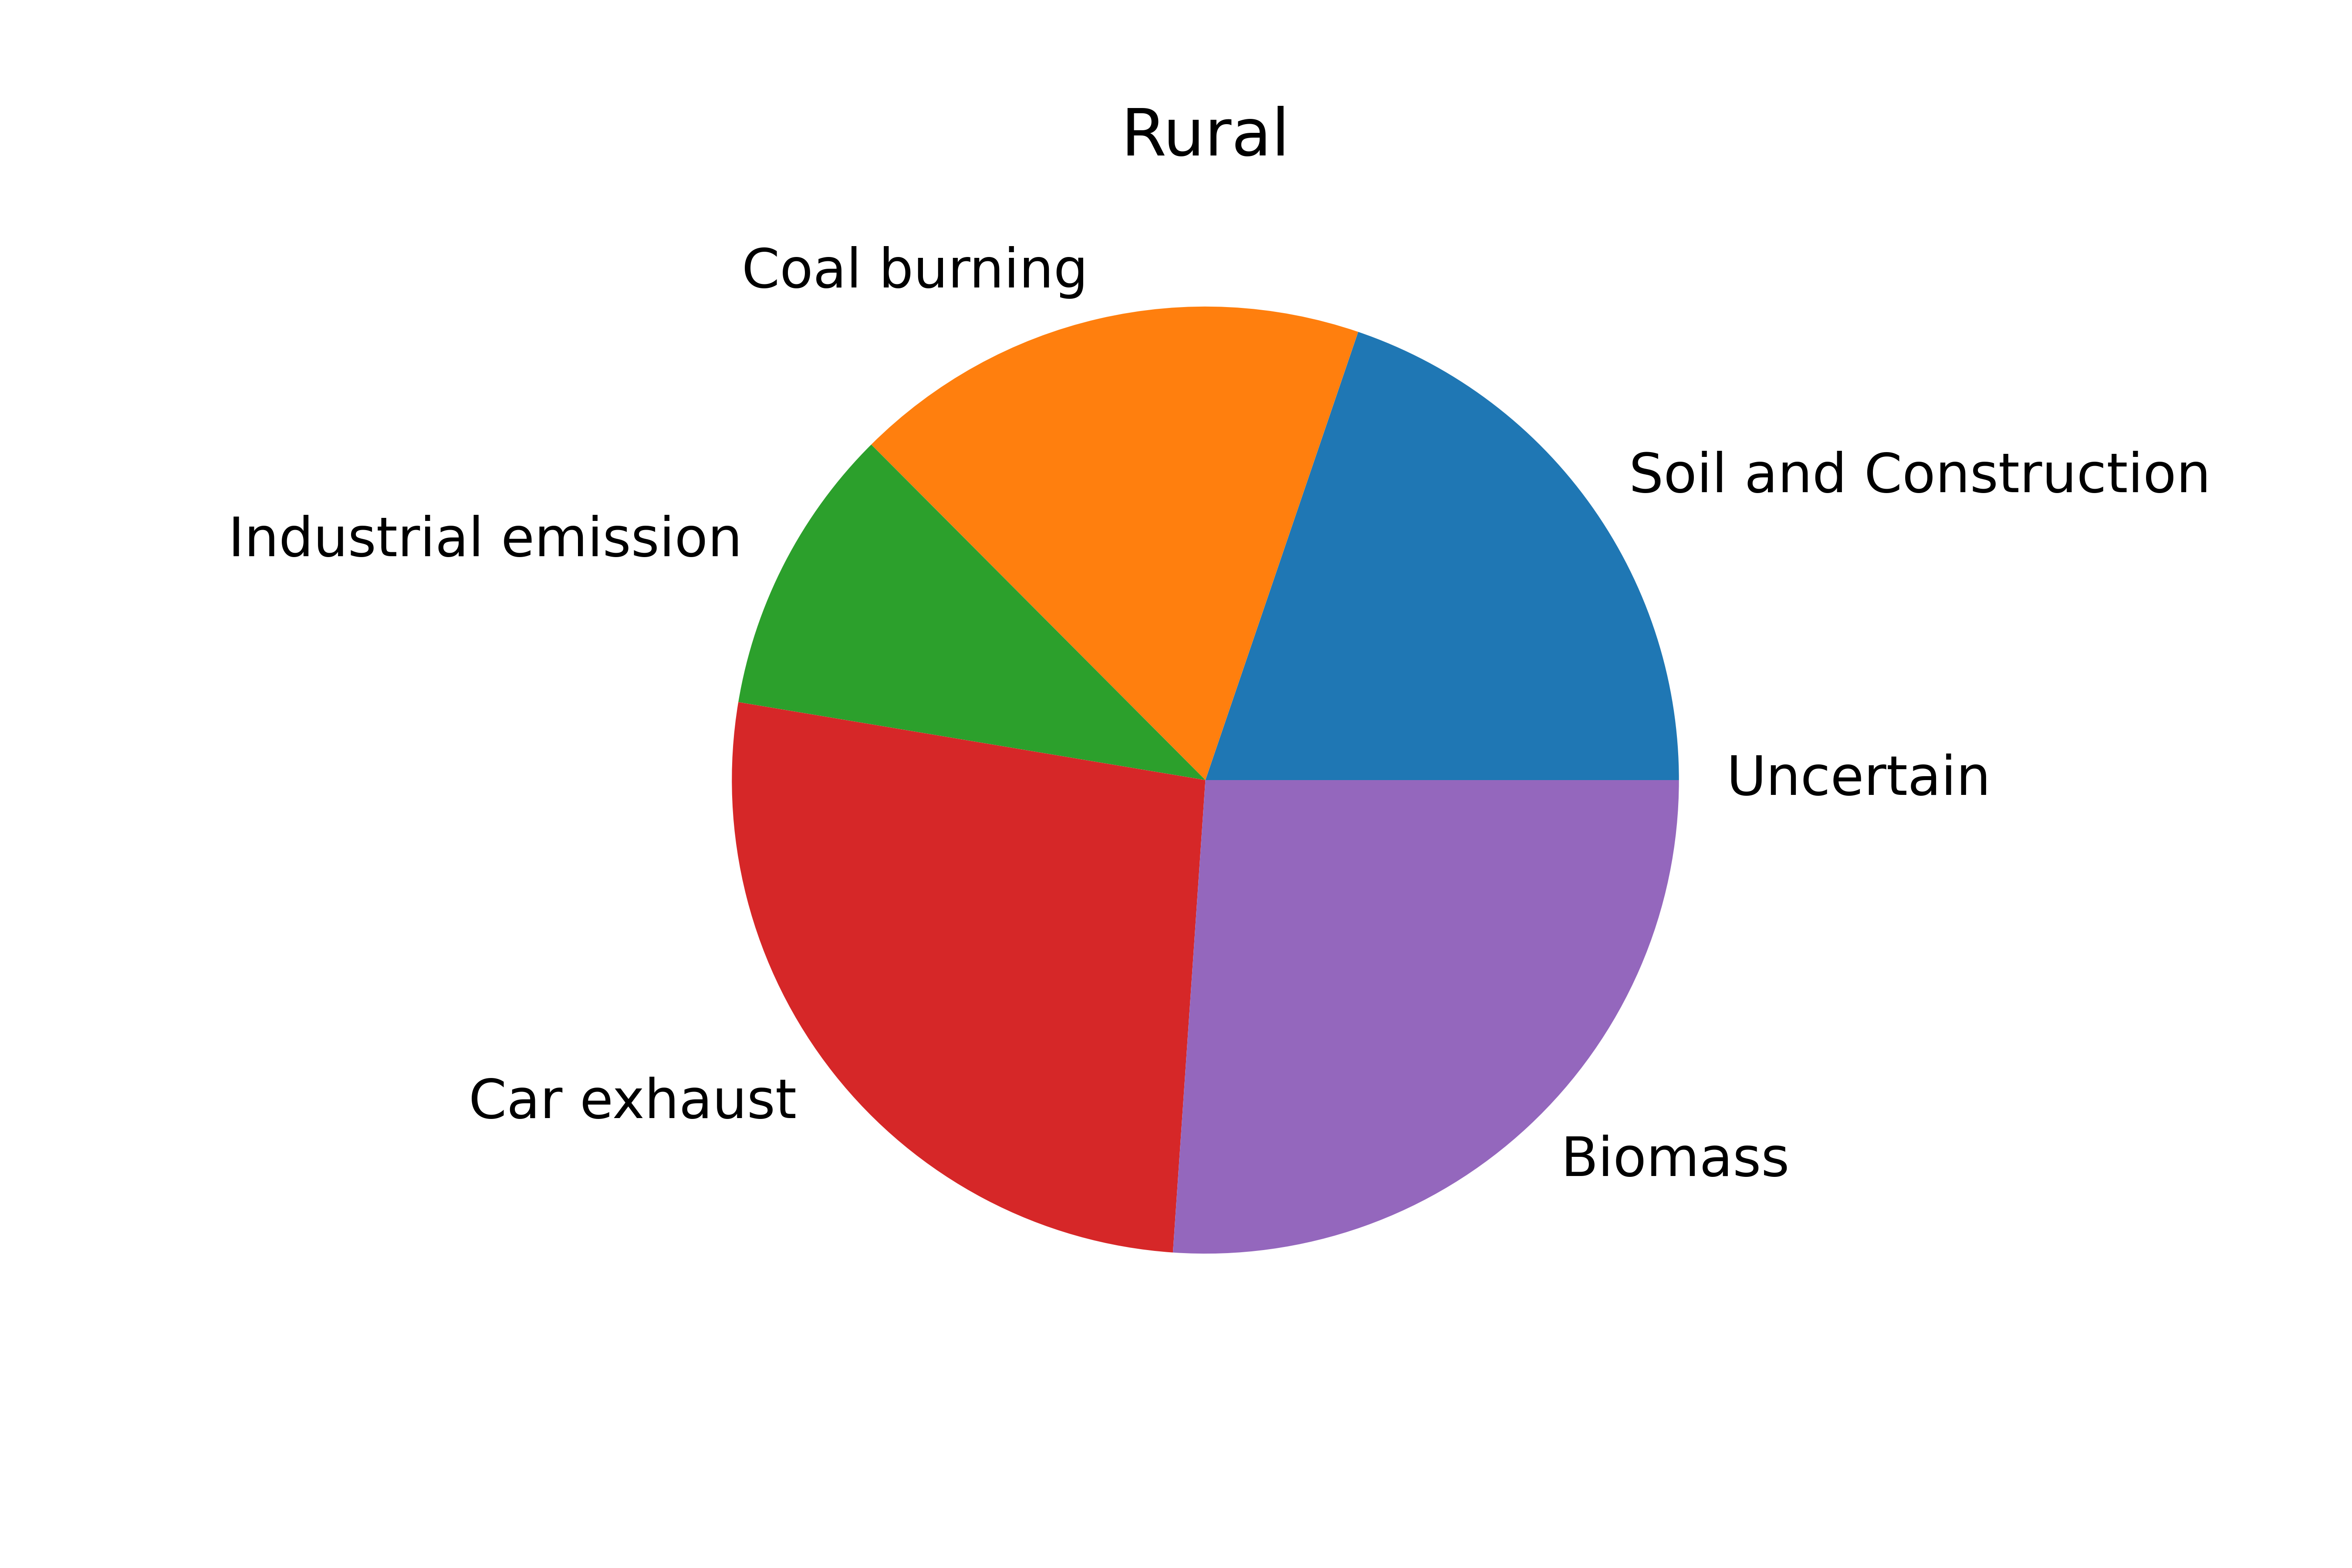 Rural
Coal burning
Soil and Construction
Industrial emission
Uncertain
Car exhaust
Biomass